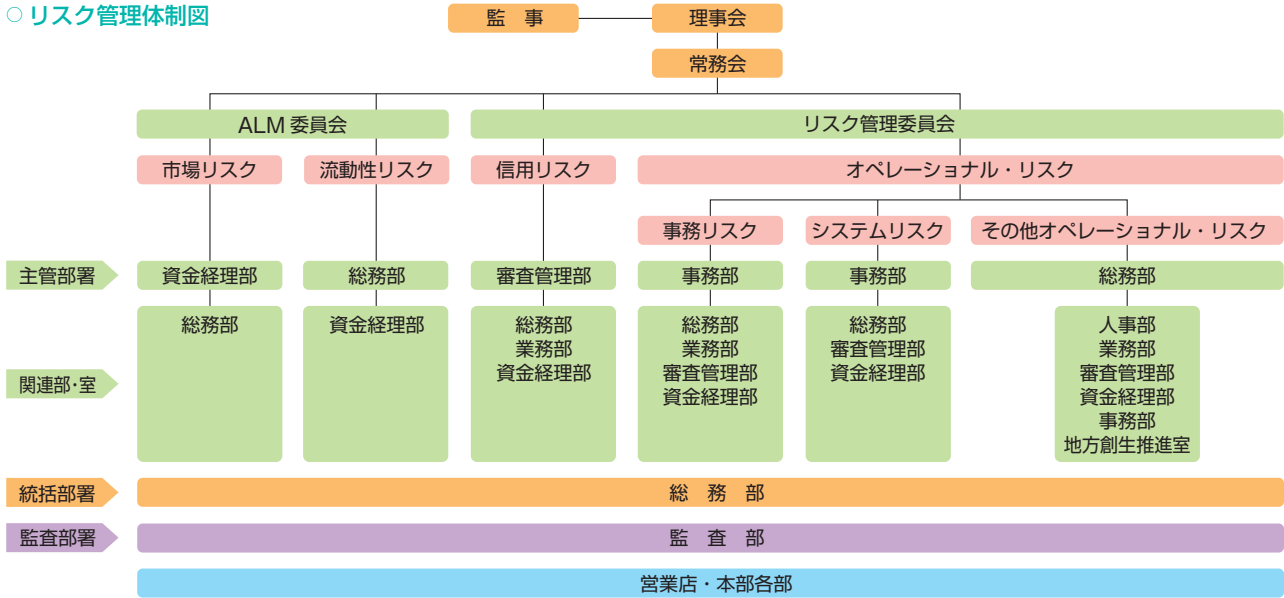 ○ リスク管理体制図
監 事
理事会
常務会
ALM 委員会
リスク管理委員会
市場リスク
流動性リスク
信用リスク
オペレーショナル・リスク
事務リスク
システムリスク
その他オペレーショナル・リスク
主管部署
資金経理部
総務部
審査管理部
事務部
事務部
総務部
関連部・室
総務部
資金経理部
総務部
業務部
資金経理部
総務部
業務部
審査管理部
資金経理部
総務部
審査管理部
資金経理部
人事部
業務部
審査管理部
資金経理部
事務部
地方創生推進室
統括部署
総 務 部
監査部署
監 査 部
営業店・本部各部